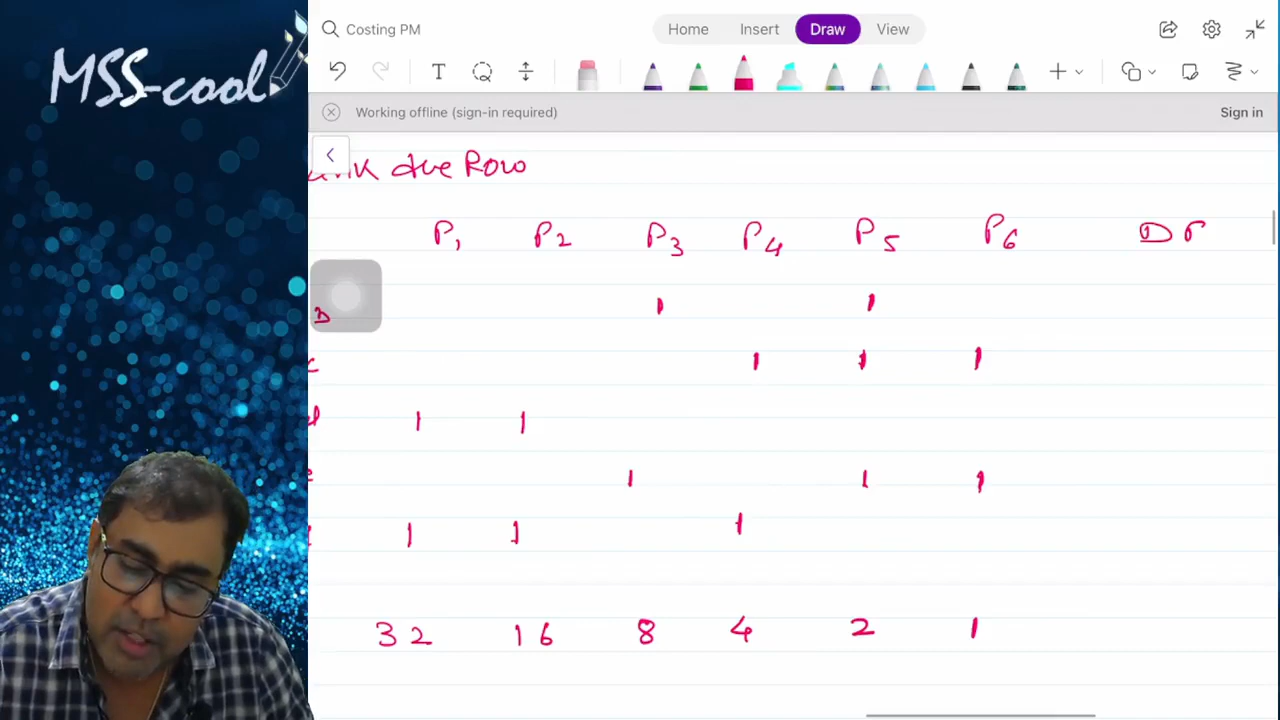 MSS-cool
Costing PM
Home Insert Draw View
Working offline (sign-in required) Sign in
the Row
P1 P2 P3 P4 P5 P6
1 1
c 1 1 1
d 1 1
e 1 1 1
1 1 1
32 16 8 4 2 1